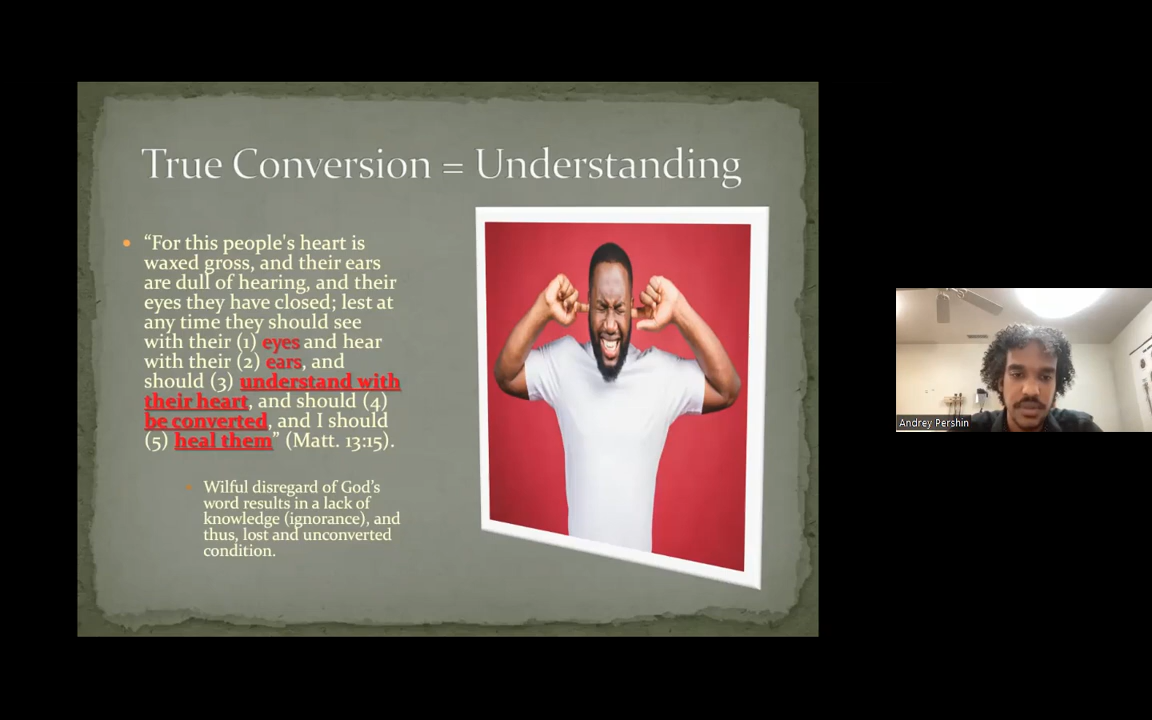 True Conversion = Understanding
“For this people's heart is
waxed gross, and their ears
are dull of hearing, and their
eyes they have closed; lest at
any time they should see
with their (1) eyes and hear
with their (2) ears, and
should (3) understand with
their heart, and should (4)
be converted, and I should
(5) heal them” (Matt. 13:15).
Wilful disregard of God’s
word results in a lack of
knowledge (ignorance), and
thus, lost and unconverted
condition.
Andrey Pershin